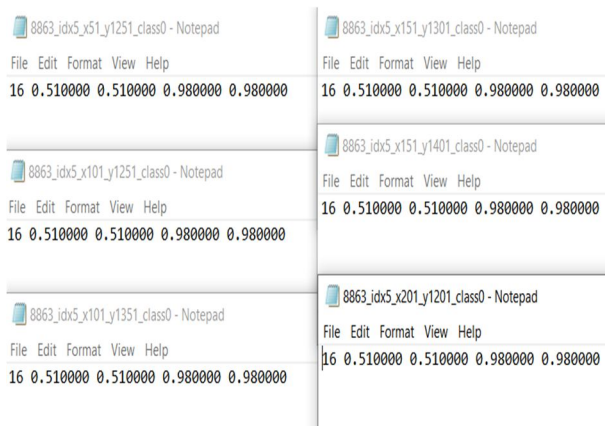 8863_idx5_x51_y1251_class0 - Notepad
File Edit Format View Help
16 0.510000 0.510000 0.980000 0.980000
8863_idx5_x101_y1251_class0 - Notepad
File Edit Format View Help
16 0.510000 0.510000 0.980000 0.980000
8863_idx5_x101_y1351_class0 - Notepad
File Edit Format View Help
16 0.510000 0.510000 0.980000 0.980000
8863_idx5_x151_y1301_class0 - Notepad
File Edit Format View Help
16 0.510000 0.510000 0.980000 0.980000
8863_idx5_x151_y1401_class0 - Notepad
File Edit Format View Help
16 0.510000 0.510000 0.980000 0.980000
8863_idx5_x201_y1201_class0 - Notepad
File Edit Format View Help
16 0.510000 0.510000 0.980000 0.980000